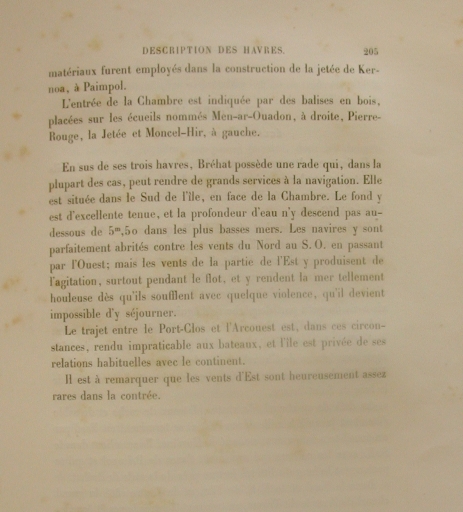 DESCRIPTION DES HAVRES. 205
matériaux furent employés dans la construction de la jetée de Ker-
noa, à Paimpol.
L'entrée de la Chambre est indiquée par des balises en bois,
placées sur les écueils nommés Men-ar-Ouadon, à droite, Pierre-
Rouge, la Jetée et Moncel-Hir, à gauche.
En sus de ses trois havres, Bréhat possède une rade qui, dans la
plupart des cas, peut rendre de grands services à la navigation. Elle
est située dans le Sud de l'île, en face de la Chambre. Le fond y
est d'excellente tenue, et la profondeur d'eau n'y descend pas au-
dessous de 5m,50 dans les plus basses mers. Les navires y sont
parfaitement abrités contre les vents du Nord au S. O. en passant
par l'Ouest; mais les vents de la partie de l'Est y produisent de
l'agitation, surtout pendant le flot, et y rendent la mer tellement
houleuse dès qu'ils soufflent avec quelque violence, qu'il devient
impossible d'y séjourner.
Le trajet entre le Port-Clos et l'Arcouest est, dans ces circon-
stances, rendu impraticable aux bateaux, et l'île est privée de ses
relations habituelles avec le continent.
Il est à remarquer que les vents d'Est sont heureusement assez
rares dans la contrée.